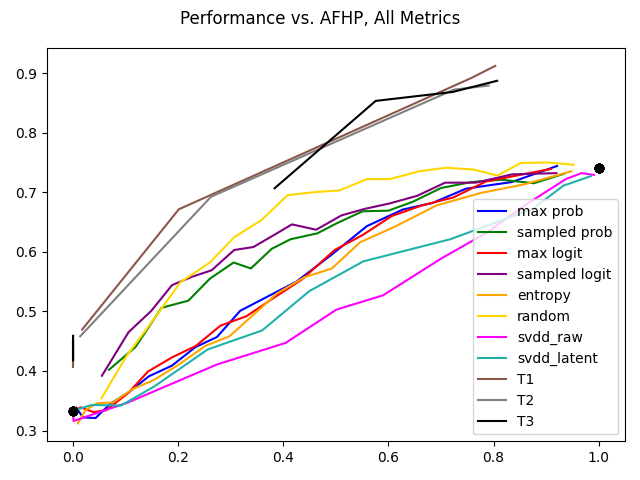 Performance vs. AFHP, All Metrics
0.9
0.8
0.7
0.6
0.5
0.4
0.3
0.0
0.2
0.4
0.6
0.8
1.0
max prob
sampled prob
max logit
sampled logit
entropy
random
svdd_raw
svdd_latent
T1
T2
T3